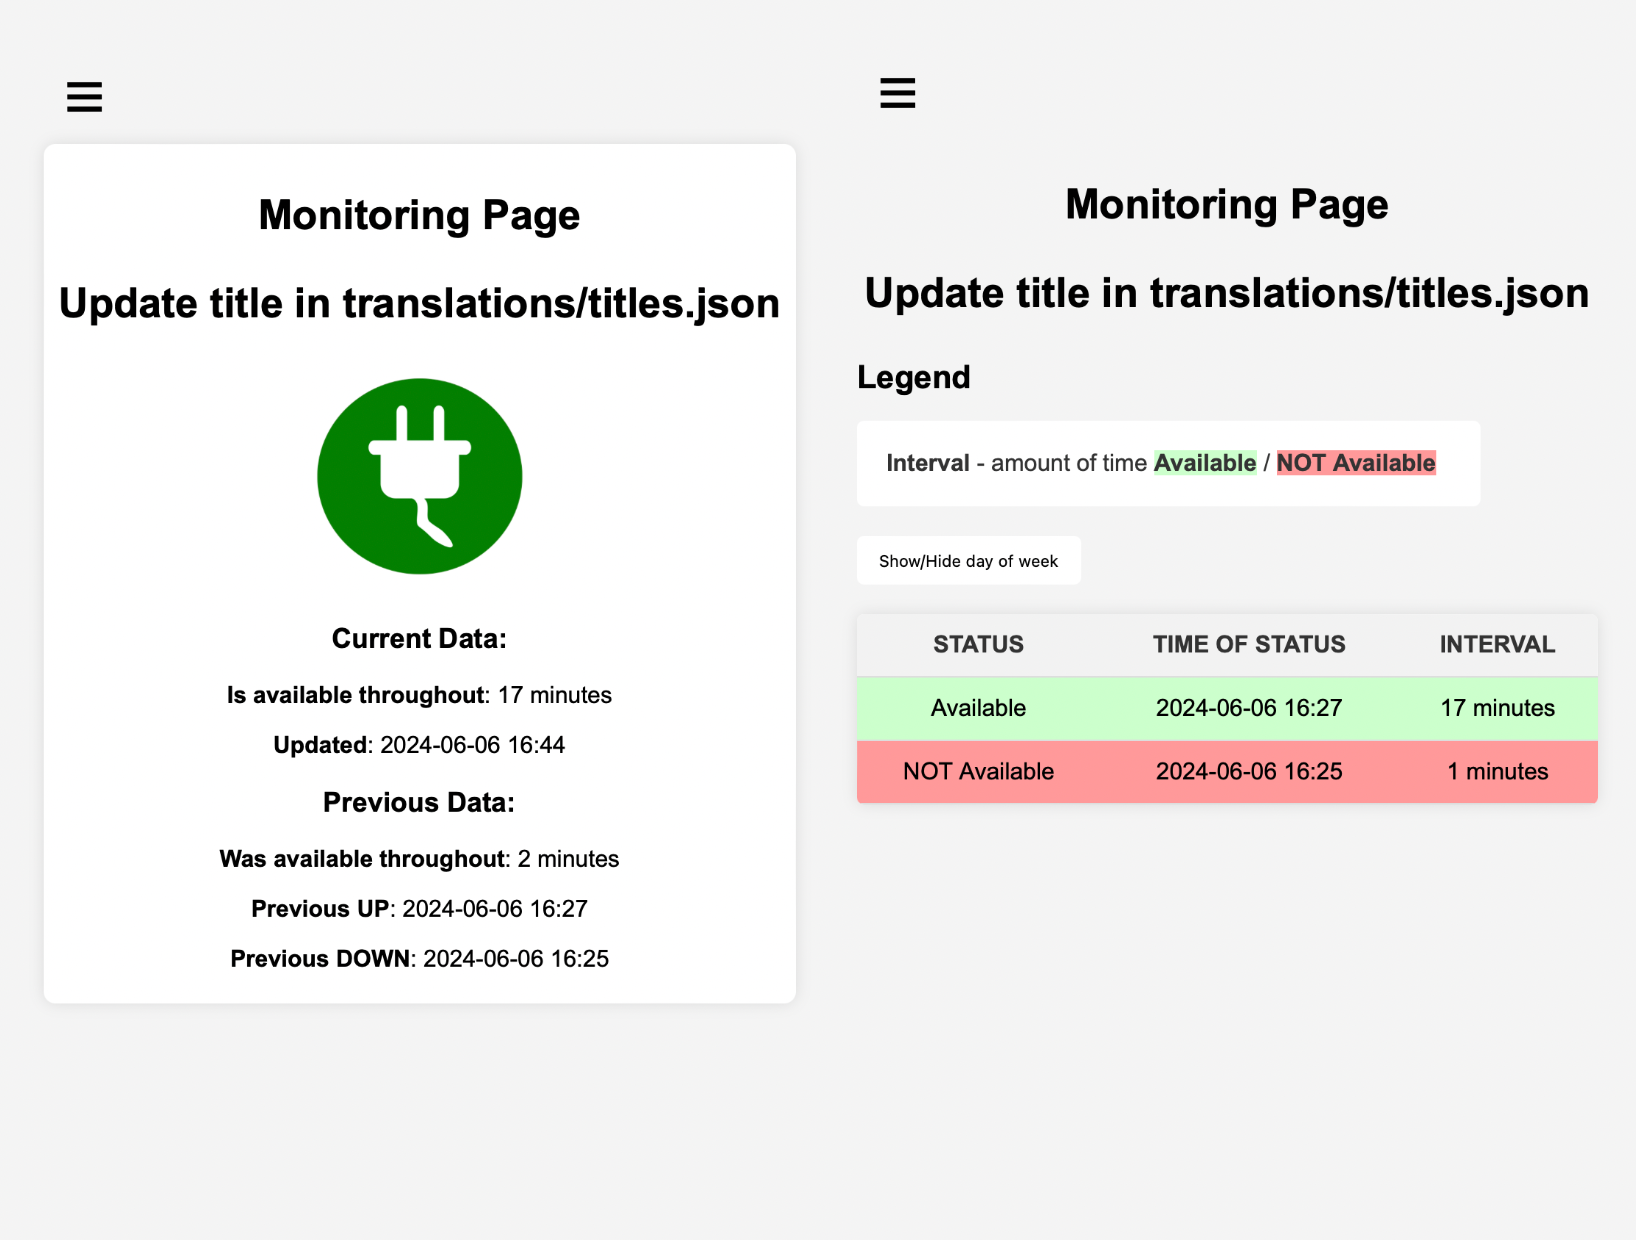 Monitoring Page
Update title in translations/titles.json
Current Data:
Is available throughout: 17 minutes
Updated: 2024-06-06 16:44
Previous Data:
Was available throughout: 2 minutes
Previous UP: 2024-06-06 16:27
Previous DOWN: 2024-06-06 16:25
Monitoring Page
Update title in translations/titles.json
Legend
Interval - amount of time Available / NOT Available
Show/Hide day of week
STATUS TIME OF STATUS INTERVAL
Available 2024-06-06 16:27 17 minutes
NOT Available 2024-06-06 16:25 1 minutes